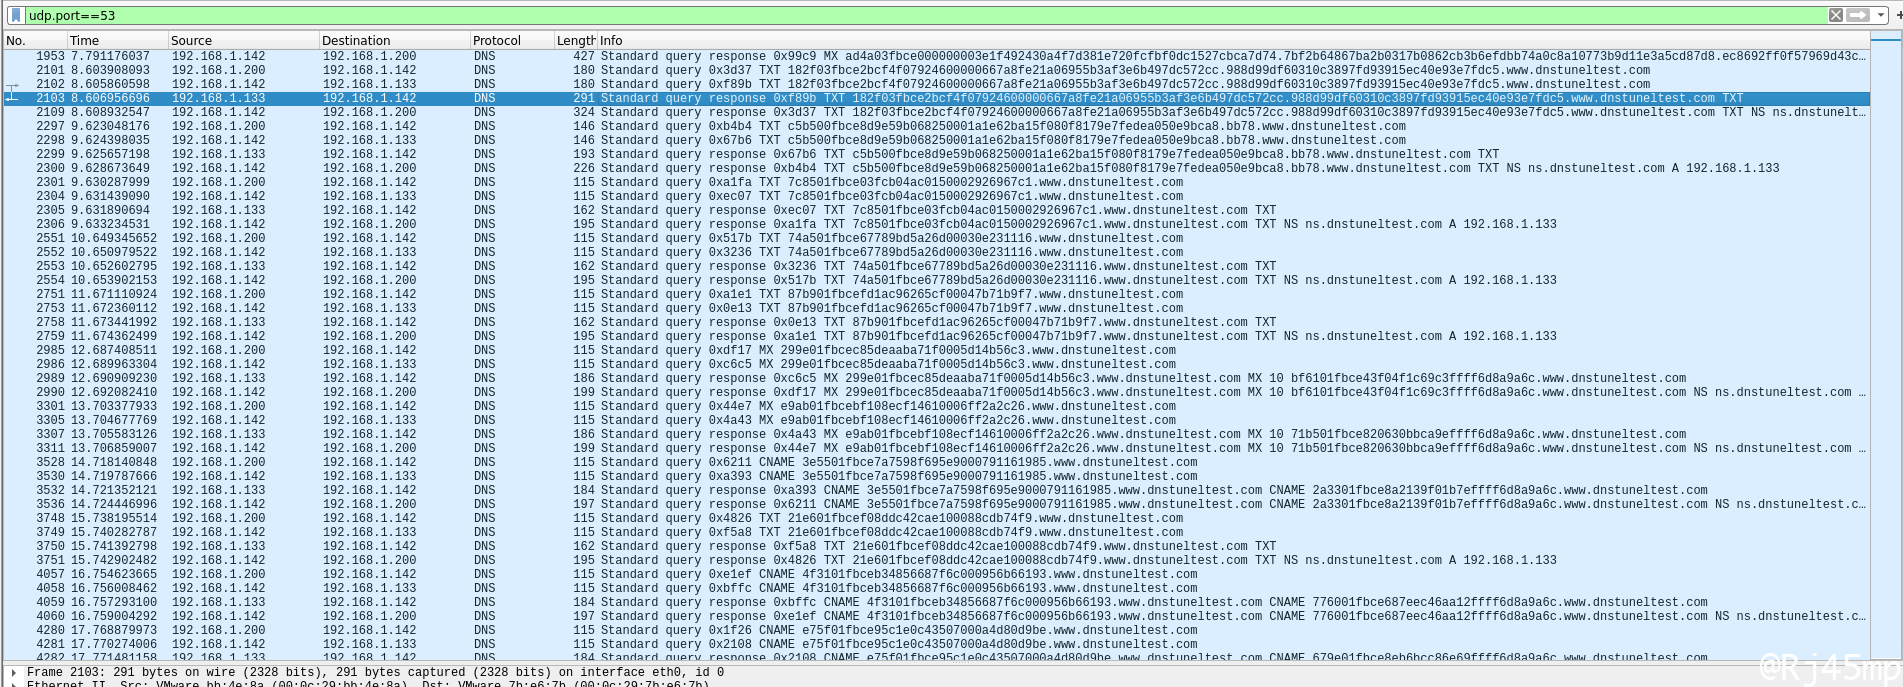 udp.port==53
No. Time Source Destination Protocol Length Info
1953 7.791176037 192.168.1.142 192.168.1.200 DNS 427 Standard query response 0x99c9 MX ad4a03fbce000000003e1f492430a4f7d381e720fcfbf0dc1527cbca7d74.7bf2b64867ba2b0317b0862cb3b6efdbb74a0c8a10773b9d11e3a5cd87d8.ec8692ff0f57969d43c…
2101 8.603908093 192.168.1.200 192.168.1.142 DNS 180 Standard query 0x3d37 TXT 182f03fbce2bcf4f07924600000667a8fe21a06955b3af3e6b497dc572cc.988d99df60310c3897fd93915ec40e93e7fdc5.www.dnstuneltest.com
2102 8.605860598 192.168.1.142 192.168.1.133 DNS 180 Standard query 0xf89b TXT 182f03fbce2bcf4f07924600000667a8fe21a06955b3af3e6b497dc572cc.988d99df60310c3897fd93915ec40e93e7fdc5.www.dnstuneltest.com
2103 8.606956696 192.168.1.133 192.168.1.142 DNS 291 Standard query response 0xf89b TXT 182f03fbce2bcf4f07924600000667a8fe21a06955b3af3e6b497dc572cc.988d99df60310c3897fd93915ec40e93e7fdc5.www.dnstuneltest.com TXT
2109 8.608932547 192.168.1.142 192.168.1.200 DNS 324 Standard query response 0x3d37 TXT 182f03fbce2bcf4f07924600000667a8fe21a06955b3af3e6b497dc572cc.988d99df60310c3897fd93915ec40e93e7fdc5.www.dnstuneltest.com TXT NS ns.dnstunelt…
2297 9.623048176 192.168.1.200 192.168.1.142 DNS 146 Standard query 0xb4b4 TXT c5b500fbce8d9e59b068250001a1e62ba15f080f8179e7fedea050e9bca8.bb78.www.dnstuneltest.com
2298 9.624398035 192.168.1.142 192.168.1.133 DNS 146 Standard query 0x67b6 TXT c5b500fbce8d9e59b068250001a1e62ba15f080f8179e7fedea050e9bca8.bb78.www.dnstuneltest.com
2299 9.625657198 192.168.1.133 192.168.1.142 DNS 193 Standard query response 0x67b6 TXT c5b500fbce8d9e59b068250001a1e62ba15f080f8179e7fedea050e9bca8.bb78.www.dnstuneltest.com TXT
2300 9.628673649 192.168.1.142 192.168.1.200 DNS 226 Standard query response 0xb4b4 TXT c5b500fbce8d9e59b068250001a1e62ba15f080f8179e7fedea050e9bca8.bb78.www.dnstuneltest.com TXT NS ns.dnstuneltest.com A 192.168.1.133
2301 9.630287999 192.168.1.200 192.168.1.142 DNS 115 Standard query 0xa1fa TXT 7c8501fbce03fcb04ac0150002926967c1.www.dnstuneltest.com
2304 9.631439090 192.168.1.142 192.168.1.133 DNS 115 Standard query 0xec07 TXT 7c8501fbce03fcb04ac0150002926967c1.www.dnstuneltest.com
2305 9.631890694 192.168.1.133 192.168.1.142 DNS 162 Standard query response 0xec07 TXT 7c8501fbce03fcb04ac0150002926967c1.www.dnstuneltest.com TXT
2306 9.633234531 192.168.1.142 192.168.1.200 DNS 195 Standard query response 0xa1fa TXT 7c8501fbce03fcb04ac0150002926967c1.www.dnstuneltest.com TXT NS ns.dnstuneltest.com A 192.168.1.133
2551 10.649345652 192.168.1.200 192.168.1.142 DNS 115 Standard query 0x517b TXT 74a501fbce67789bd5a26d00030e231116.www.dnstuneltest.com
2552 10.650979522 192.168.1.142 192.168.1.133 DNS 115 Standard query 0x3236 TXT 74a501fbce67789bd5a26d00030e231116.www.dnstuneltest.com
2553 10.652602795 192.168.1.133 192.168.1.142 DNS 162 Standard query response 0x3236 TXT 74a501fbce67789bd5a26d00030e231116.www.dnstuneltest.com TXT
2554 10.653902153 192.168.1.142 192.168.1.200 DNS 195 Standard query response 0x517b TXT 74a501fbce67789bd5a26d00030e231116.www.dnstuneltest.com TXT NS ns.dnstuneltest.com A 192.168.1.133
2751 11.671110924 192.168.1.200 192.168.1.142 DNS 115 Standard query 0xa1e1 TXT 87b901fbcefd1ac96265cf00047b71b9f7.www.dnstuneltest.com
2753 11.672360112 192.168.1.142 192.168.1.133 DNS 115 Standard query 0x0e13 TXT 87b901fbcefd1ac96265cf00047b71b9f7.www.dnstuneltest.com
2758 11.673441992 192.168.1.133 192.168.1.142 DNS 162 Standard query response 0x0e13 TXT 87b901fbcefd1ac96265cf00047b71b9f7.www.dnstuneltest.com TXT
2759 11.674362499 192.168.1.142 192.168.1.200 DNS 195 Standard query response 0xa1e1 TXT 87b901fbcefd1ac96265cf00047b71b9f7.www.dnstuneltest.com TXT NS ns.dnstuneltest.com A 192.168.1.133
2985 12.687408511 192.168.1.200 192.168.1.142 DNS 115 Standard query 0xdf17 MX 299e01fbcec85deaaba71f0005d14b56c3.www.dnstuneltest.com
2986 12.689963304 192.168.1.142 192.168.1.133 DNS 115 Standard query 0xc6c5 MX 299e01fbcec85deaaba71f0005d14b56c3.www.dnstuneltest.com
2989 12.690909230 192.168.1.133 192.168.1.142 DNS 186 Standard query response 0xc6c5 MX 299e01fbcec85deaaba71f0005d14b56c3.www.dnstuneltest.com MX 10 bf6101fbce43f04f1c69c3ffff6d8a9a6c.www.dnstuneltest.com
2990 12.692082410 192.168.1.142 192.168.1.200 DNS 199 Standard query response 0xdf17 MX 299e01fbcec85deaaba71f0005d14b56c3.www.dnstuneltest.com MX 10 bf6101fbce43f04f1c69c3ffff6d8a9a6c.www.dnstuneltest.com NS ns.dnstuneltest.com …
3301 13.703377933 192.168.1.200 192.168.1.142 DNS 115 Standard query 0x44e7 MX e9ab01fbcebf108ecf14610006ff2a2c26.www.dnstuneltest.com
3305 13.704677769 192.168.1.142 192.168.1.133 DNS 115 Standard query 0x4a43 MX e9ab01fbcebf108ecf14610006ff2a2c26.www.dnstuneltest.com
3307 13.705583126 192.168.1.133 192.168.1.142 DNS 186 Standard query response 0x4a43 MX e9ab01fbcebf108ecf14610006ff2a2c26.www.dnstuneltest.com MX 10 71b501fbce820630bbca9effff6d8a9a6c.www.dnstuneltest.com
3311 13.706859007 192.168.1.142 192.168.1.200 DNS 199 Standard query response 0x44e7 MX e9ab01fbcebf108ecf14610006ff2a2c26.www.dnstuneltest.com MX 10 71b501fbce820630bbca9effff6d8a9a6c.www.dnstuneltest.com NS ns.dnstuneltest.com …
3528 14.718140848 192.168.1.200 192.168.1.142 DNS 115 Standard query 0x6211 CNAME 3e5501fbce7a7598f695e9000791161985.www.dnstuneltest.com
3530 14.719787666 192.168.1.142 192.168.1.133 DNS 115 Standard query 0xa393 CNAME 3e5501fbce7a7598f695e9000791161985.www.dnstuneltest.com
3532 14.721352121 192.168.1.133 192.168.1.142 DNS 184 Standard query response 0xa393 CNAME 3e5501fbce7a7598f695e9000791161985.www.dnstuneltest.com CNAME 2a3301fbce8a2139f01b7effff6d8a9a6c.www.dnstuneltest.com
3536 14.724446996 192.168.1.142 192.168.1.200 DNS 197 Standard query response 0x6211 CNAME 3e5501fbce7a7598f695e9000791161985.www.dnstuneltest.com CNAME 2a3301fbce8a2139f01b7effff6d8a9a6c.www.dnstuneltest.com NS ns.dnstuneltest.c…
3748 15.738195514 192.168.1.200 192.168.1.142 DNS 115 Standard query 0x4826 TXT 21e601fbcef08ddc42cae100088cdb74f9.www.dnstuneltest.com
3749 15.740282787 192.168.1.142 192.168.1.133 DNS 115 Standard query 0xf5a8 TXT 21e601fbcef08ddc42cae100088cdb74f9.www.dnstuneltest.com
3750 15.741392798 192.168.1.133 192.168.1.142 DNS 162 Standard query response 0xf5a8 TXT 21e601fbcef08ddc42cae100088cdb74f9.www.dnstuneltest.com TXT
3751 15.742902482 192.168.1.142 192.168.1.200 DNS 195 Standard query response 0x4826 TXT 21e601fbcef08ddc42cae100088cdb74f9.www.dnstuneltest.com TXT NS ns.dnstuneltest.com A 192.168.1.133
4057 16.754623665 192.168.1.200 192.168.1.142 DNS 115 Standard query 0xe1ef CNAME 4f3101fbceb34856687f6c000956b66193.www.dnstuneltest.com
4058 16.756008462 192.168.1.142 192.168.1.133 DNS 115 Standard query 0xbffc CNAME 4f3101fbceb34856687f6c000956b66193.www.dnstuneltest.com
4059 16.757293100 192.168.1.133 192.168.1.142 DNS 184 Standard query response 0xbffc CNAME 4f3101fbceb34856687f6c000956b66193.www.dnstuneltest.com CNAME 776001fbce687eec46aa12ffff6d8a9a6c.www.dnstuneltest.com
4060 16.759004292 192.168.1.142 192.168.1.200 DNS 197 Standard query response 0xe1ef CNAME 4f3101fbceb34856687f6c000956b66193.www.dnstuneltest.com CNAME 776001fbce687eec46aa12ffff6d8a9a6c.www.dnstuneltest.com NS ns.dnstuneltest.c…
4280 17.768879973 192.168.1.200 192.168.1.142 DNS 115 Standard query 0x1f26 CNAME e75f01fbce95c1e0c43507000a4d80d9be.www.dnstuneltest.com
4281 17.770274006 192.168.1.142 192.168.1.133 DNS 115 Standard query 0x2108 CNAME e75f01fbce95c1e0c43507000a4d80d9be.www.dnstuneltest.com
4282 17.771481158 192.168.1.133 192.168.1.142 DNS 184 Standard query response 0x2108 CNAME e75f01fbce95c1e0c43507000a4d80d9be.www.dnstuneltest.com CNAME 679e01fbce8eb6bcc86e69ffff6d8a9a6c.www.dnstuneltest.com
Frame 2103: 291 bytes on wire (2328 bits), 291 bytes captured (2328 bits) on interface eth0, id 0
Ethernet II, Src: VMware_bb:4e:8a (00:0c:29:bb:4e:8a), Dst: VMware_7b:e6:7b (00:0c:29:7b:e6:7b)
@Rj45mp